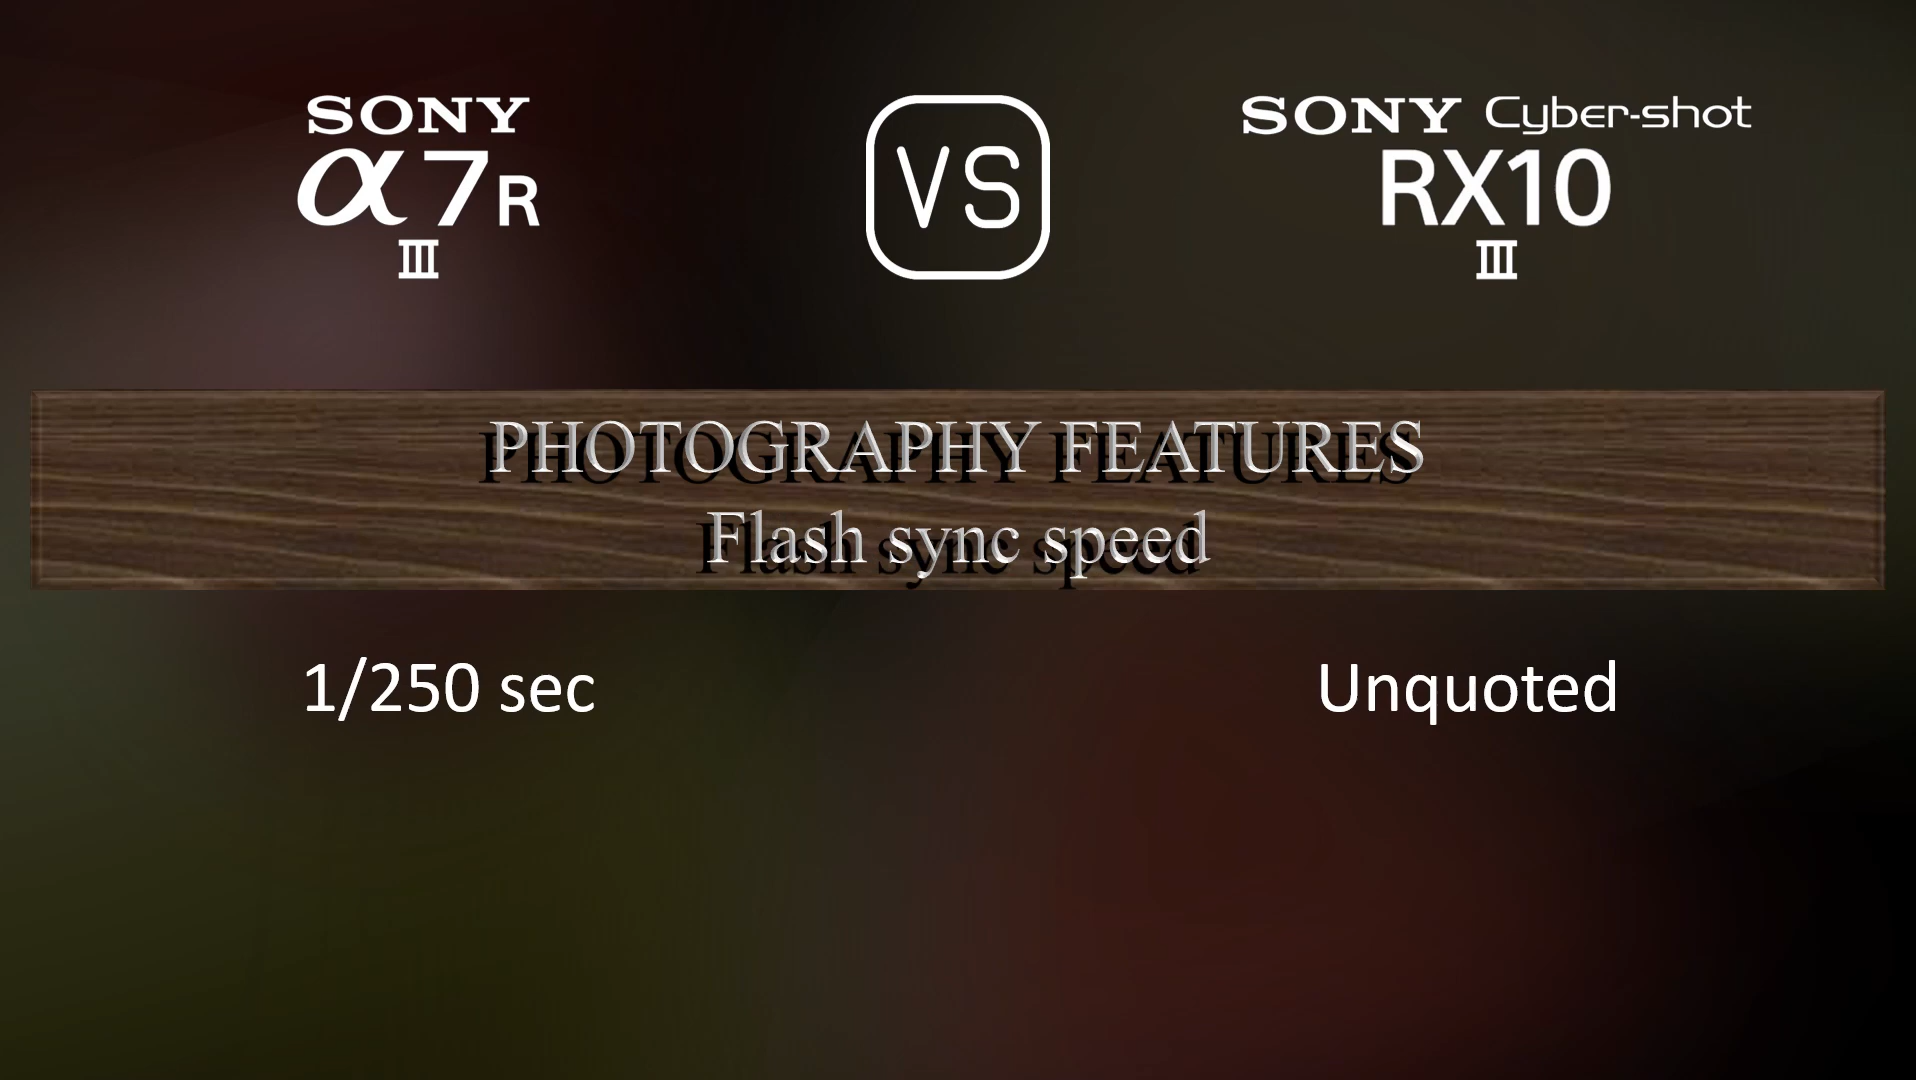 SONY
α7R
III
VS
SONY Cyber-shot
RX10
III
PHOTOGRAPHY FEATURES
Flash sync speed
1/250 sec
Unquoted